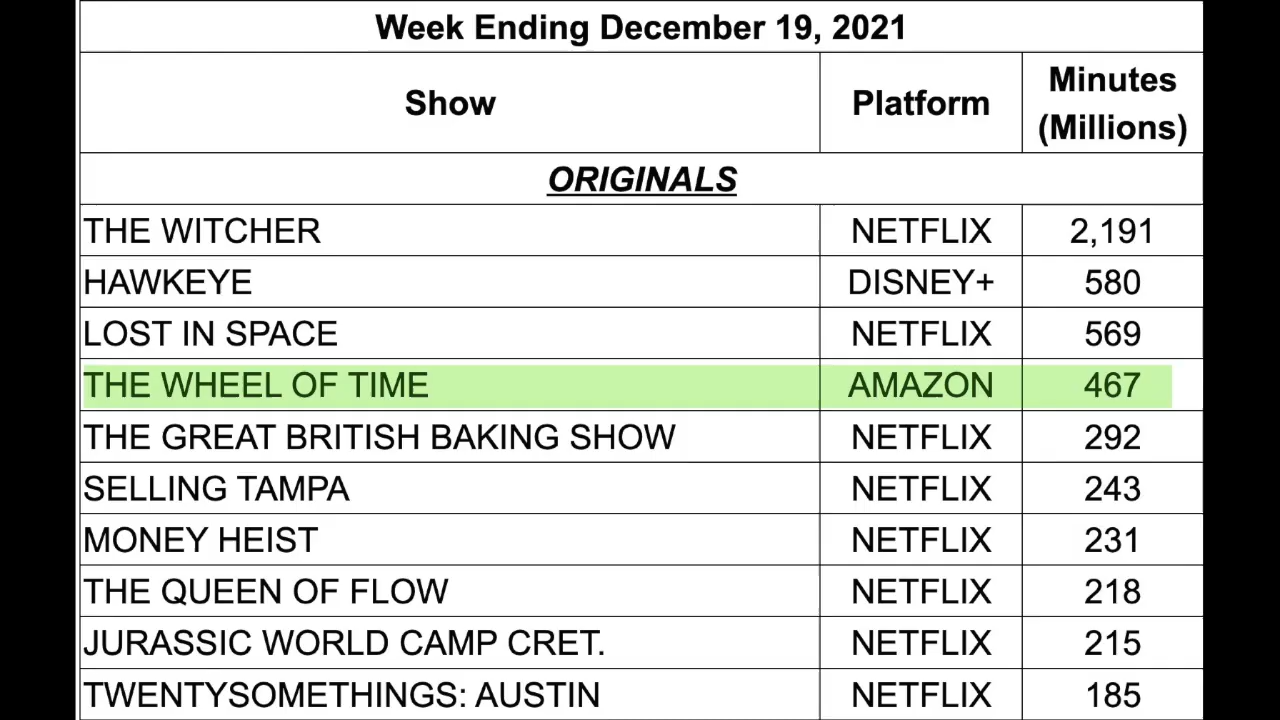 Week Ending December 19, 2021
Show Platform Minutes (Millions)
ORIGINALS
THE WITCHER NETFLIX 2,191
HAWKEYE DISNEY+ 580
LOST IN SPACE NETFLIX 569
THE WHEEL OF TIME AMAZON 467
THE GREAT BRITISH BAKING SHOW NETFLIX 292
SELLING TAMPA NETFLIX 243
MONEY HEIST NETFLIX 231
THE QUEEN OF FLOW NETFLIX 218
JURASSIC WORLD CAMP CRET. NETFLIX 215
TWENTYSOMETHINGS: AUSTIN NETFLIX 185